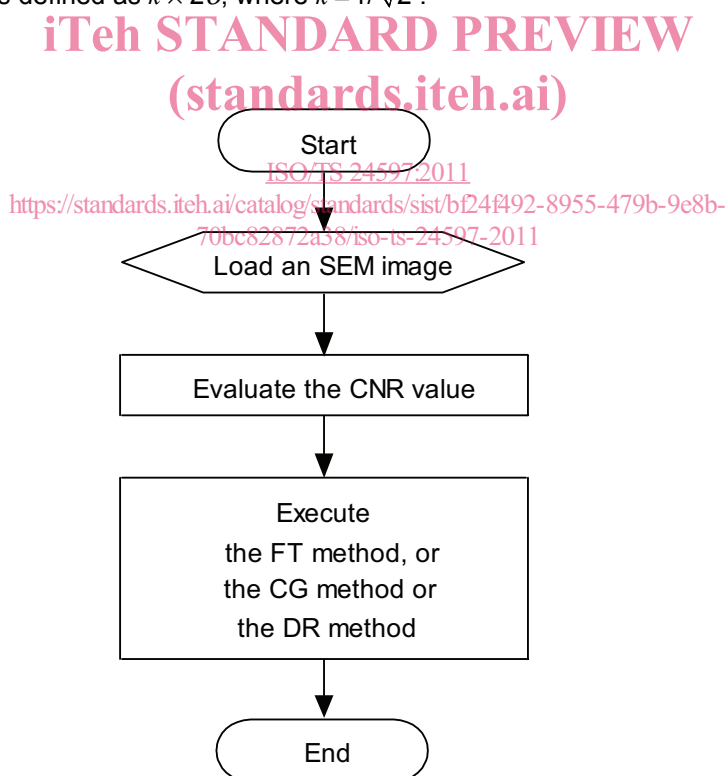 s defined as k × 2σ, where k = 1/√2 .
iTeh STANDARD PREVIEW
(standards.iteh.ai)
Start
ISO/TS 24597:2011
https://standards.iteh.ai/catalog/standards/sist/bf24f492-8955-479b-9e8b-
70bc82872a38/iso-ts-24597-2011
Load an SEM image
Evaluate the CNR value
Execute
the FT method, or
the CG method or
the DR method
End